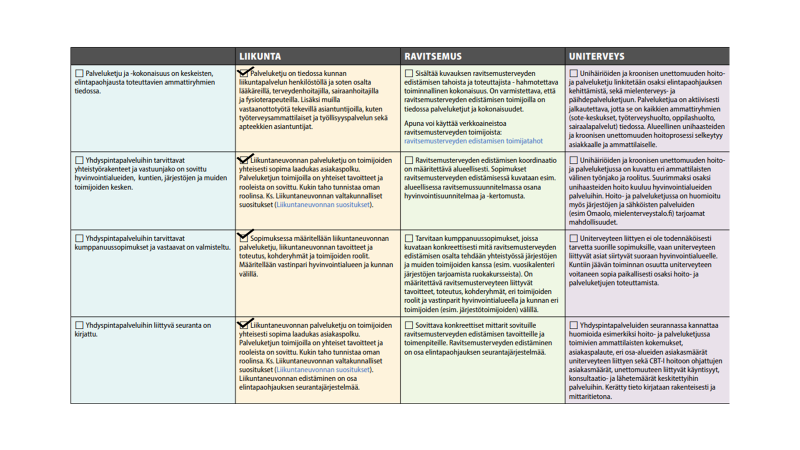 LIIKUNTA
RAVITSEMUS
UNITERVEYS
Palveluketju ja -kokonaisuus on keskeisten,
elintapaohjausta toteuttavien ammattiryhmien
tiedossa.
Palveluketju on tiedossa kunnan
liikuntapalvelun henkilöstöllä ja soten osalta
lääkäreillä, terveydenhoitajilla, sairaanhoitajilla
ja fysioterapeuteilla. Lisäksi muilla
vastaanottotyötä tekevillä asiantuntijoilla, kuten
työterveysammattilaiset ja työllisyyspalvelun sekä
apteekkien asiantuntijat.
Sisältää kuvauksen ravitsemusterveyden
edistämisen tahoista ja toteuttajista - hahmotettava
toiminnallinen kokonaisuus. On varmistettava, että
ravitsemusterveyden edistämisen toimijoilla on
tiedossa palveluketjut ja kokonaisuudet.
Apuna voi käyttää verkkoaineistoa
ravitsemusterveyden toimijoista:
ravitsemusterveyden edistämisen toimijatahot
Unihäiriöiden ja kroonisen unettomuuden hoito-
ja palveluketju linkitetään osaksi elintapaohjauksen
kehittämistä, sekä mielenterveys- ja
päihdepalveluketjuun. Palveluketjua on aktiivisesti
jalkautettava, jotta se on kaikkien ammattiryhmien
(sote-keskukset, työterveyshuolto, oppilashuolto,
sairaalapalvelut) tiedossa. Alueellinen unihaasteiden
ja kroonisen unettomuuden hoitoprosessi selkeytyy
asiakkaalle ja ammattilaiselle.
Yhdyspintapalveluihin tarvittavat
yhteistyörakenteet ja vastuunjako on sovittu
hyvinvointialueiden, kuntien, järjestöjen ja muiden
toimijoiden kesken.
Liikuntaneuvonnan palveluketju on toimijoiden
yhteisesti sopima laadukas asiakaspolku.
Palveluketjun toimijoilla on yhteiset tavoitteet ja
rooleista on sovittu. Kukin taho tunnistaa oman
roolinsa. Ks. Liikuntaneuvonnan valtakunnalliset
suositukset (Liikuntaneuvonnan suositukset).
Ravitsemusterveyden edistämisen koordinaatio
on määritettävä alueellisesti. Sopimukset
ravitsemusterveyden edistämisessä kuvataan esim.
alueellisessa ravitsemussuunnitelmassa osana
hyvinvointisuunnitelmaa ja -kertomusta.
Unihäiriöiden ja kroonisen unettomuuden hoito-
ja palveluketjussa on kuvattu eri ammattilaisten
välinen työnjako ja roolitus. Suurimmaksi osaksi
unihaasteiden hoito kuuluu hyvinvointialueiden
palveluihin. Hoito- ja palveluketjussa on huomioitu
myös järjestöjen ja sähköisten palveluiden
(esim Omaolo, mielenterveystalo.fi) tarjoamat
mahdollisuudet.
Yhdyspintapalveluihin tarvittavat
kumppanuussopimukset ja vastaavat on valmisteltu.
Sopimuksessa määritellään liikuntaneuvonnan
palveluketju, liikuntaneuvonnan tavoitteet ja
toteutus, kohderyhmät ja toimijoiden roolit.
Määritellään vastinparit hyvinvointialueen ja kunnan
välillä.
Tarvitaan kumppanuussopimukset, joissa
kuvataan konkreettisesti mitä ravitsemusterveyden
edistämisen osalta tehdään yhteistyössä järjestöjen
ja muiden toimijoiden kanssa (esim. vuosikalenteri
järjestöjen tarjoamista ruokakursseista). On
määritettävä ravitsemusterveyteen liittyvät
tavoitteet, toteutus, kohderyhmät, eri toimijoiden
roolit ja vastinparit hyvinvointialueella ja kunnan eri
toimijoiden (esim. järjestötoimijoiden) välillä.
Uniterveyteen liittyen ei ole todennäköisesti
tarvetta suorille sopimuksille, vaan uniterveyteen
liittyvät asiat siirtyvät suoraan hyvinvointialueelle.
Kuntiin jäävän toiminnan osuutta uniterveyteen
voitaneen sopia paikallisesti osaksi hoito- ja
palveluketjujen toteuttamista.
Yhdyspintapalveluihin liittyvä seuranta on
kirjattu.
Liikuntaneuvonnan palveluketju on toimijoiden
yhteisesti sopima laadukas asiakaspolku.
Palveluketjun toimijoilla on yhteiset tavoitteet ja
rooleista on sovittu. Kukin taho tunnistaa oman
roolinsa. Ks. Liikuntaneuvonnan valtakunnalliset
suositukset (Liikuntaneuvonnan suositukset).
Liikuntaneuvonnan edistäminen on osa
elintapaohjauksen seurantajärjestelmää.
Sovittava konkreettiset mittarit sovituille
ravitsemusterveyden edistämisen tavoitteille ja
toimenpiteille. Ravitsemusterveyden edistäminen
on osa elintapaohjauksen seurantajärjestelmää.
Yhdyspintapalveluiden seurannassa kannattaa
huomioida esimerkiksi hoito- ja palveluketjussa
toimivien ammattilaisten kokemukset,
asiakaspalaute, eri osa-alueiden asiakasmäärät
uniterveyteen liittyen sekä CBT-I hoitoon ohjattujen
asiakasmäärät, unettomuuteen liittyvät käyntisyyt,
konsultaatio- ja lähetemäärät keskitettyihin
palveluihin. Kerätty tieto kirjataan rakenteisesti ja
mittaritietona.